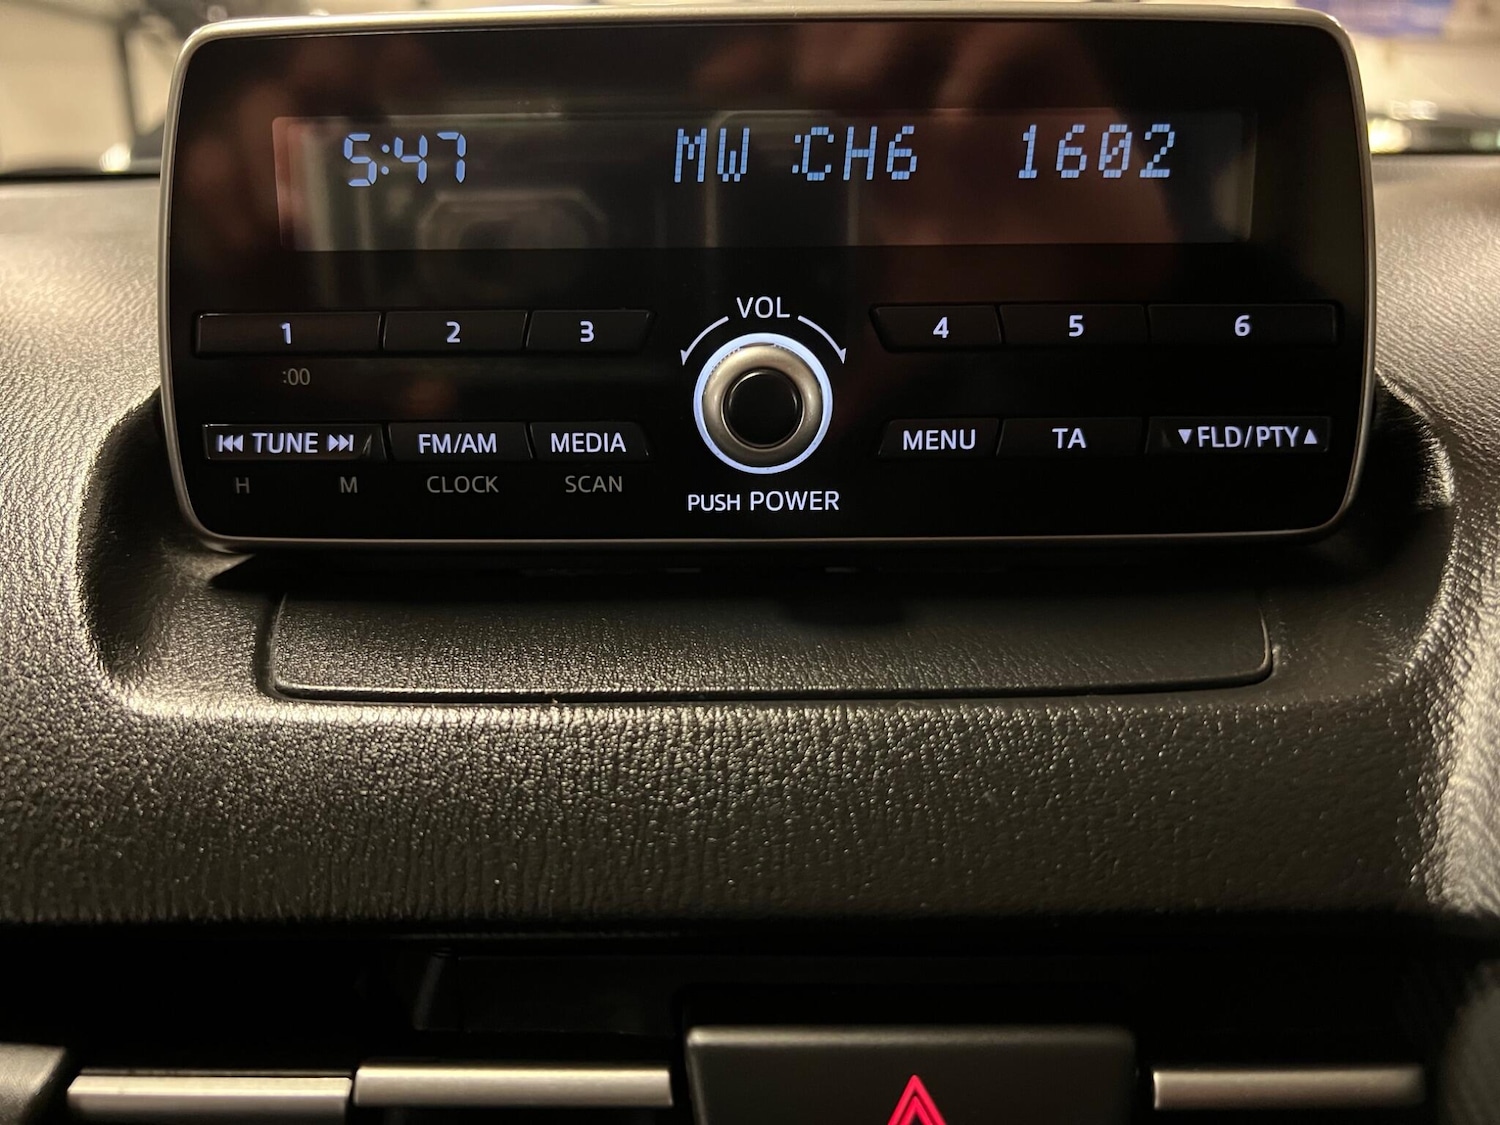 5:47 MW :CH6 1602
VOL
1 2 3 4 5 6
:00
⏮ TUNE ⏭ FM/AM MEDIA MENU TA ▼FLD/PTY▲
H M CLOCK SCAN
PUSH POWER